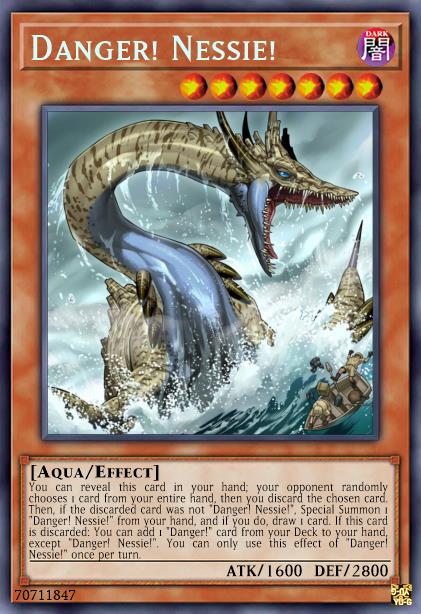 Danger! Nessie!
DARK
闇
[Aqua/Effect]
You can reveal this card in your hand; your opponent randomly
chooses 1 card from your entire hand, then you discard the chosen card.
Then, if the discarded card was not "Danger! Nessie!", Special Summon 1
"Danger! Nessie!" from your hand, and if you do, draw 1 card. If this card
is discarded: You can add 1 "Danger!" card from your Deck to your hand,
except "Danger! Nessie!". You can only use this effect of "Danger!
Nessie!" once per turn.
ATK/1600 DEF/2800
70711847